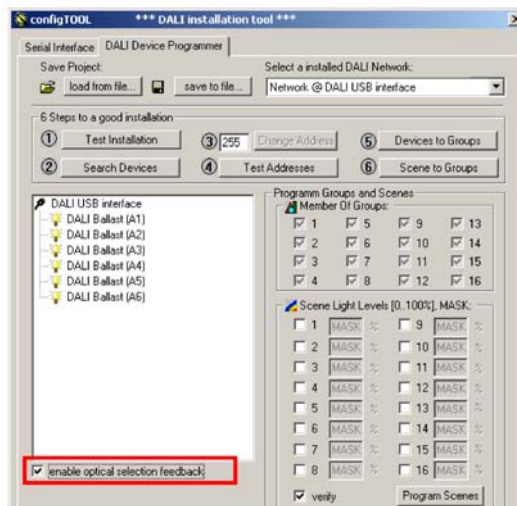 configTOOL *** DALI installation tool ***
Serial Interface DALI Device Programmer
Save Project:
load from file... save to file...
Select a installed DALI Network:
Network @ DALI USB interface
6 Steps to a good installation
1 Test Installation 3 255 Change Address 5 Devices to Groups
2 Search Devices 4 Test Addresses 6 Scene to Groups
DALI USB interface
DALI Ballast (A1)
DALI Ballast (A2)
DALI Ballast (A3)
DALI Ballast (A4)
DALI Ballast (A5)
DALI Ballast (A6)
enable optical selection feedback
Programm Groups and Scenes
Member Of Groups:
1 5 9 13
2 6 10 14
3 7 11 15
4 8 12 16
Scene Light Levels [0..100%], MASK:
1 MASK % 9 MASK %
2 MASK % 10 MASK %
3 MASK % 11 MASK %
4 MASK % 12 MASK %
5 MASK % 13 MASK %
6 MASK % 14 MASK %
7 MASK % 15 MASK %
8 MASK % 16 MASK %
verify Program Scenes